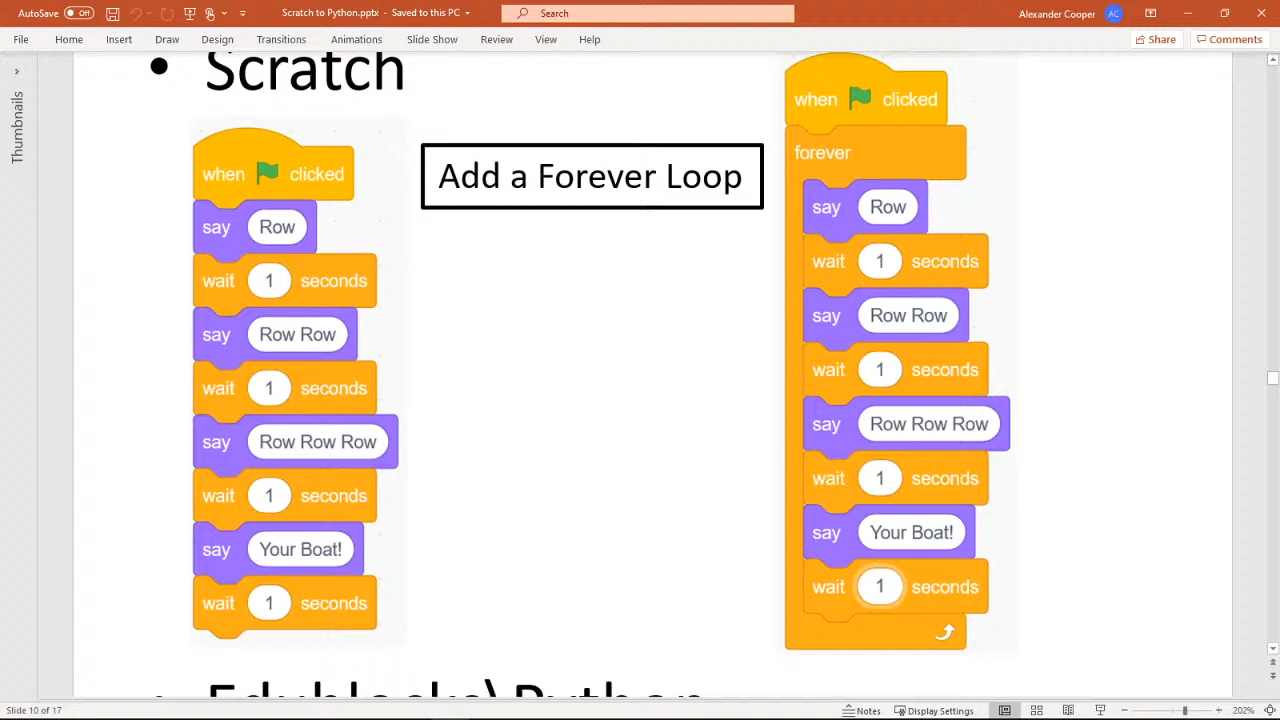 AutoSave Off Scratch to Python.pptx - Saved to this PC Search Alexander Cooper AC
File Home Insert Draw Design Transitions Animations Slide Show Review View Help Share Comments
Thumbnails
• Scratch
when clicked
say Row
wait 1 seconds
say Row Row
wait 1 seconds
say Row Row Row
wait 1 seconds
say Your Boat!
wait 1 seconds
Add a Forever Loop
when clicked
forever
say Row
wait 1 seconds
say Row Row
wait 1 seconds
say Row Row Row
wait 1 seconds
say Your Boat!
wait 1 seconds
• Edublocks\ Python
Slide 10 of 17 Notes Display Settings 202%